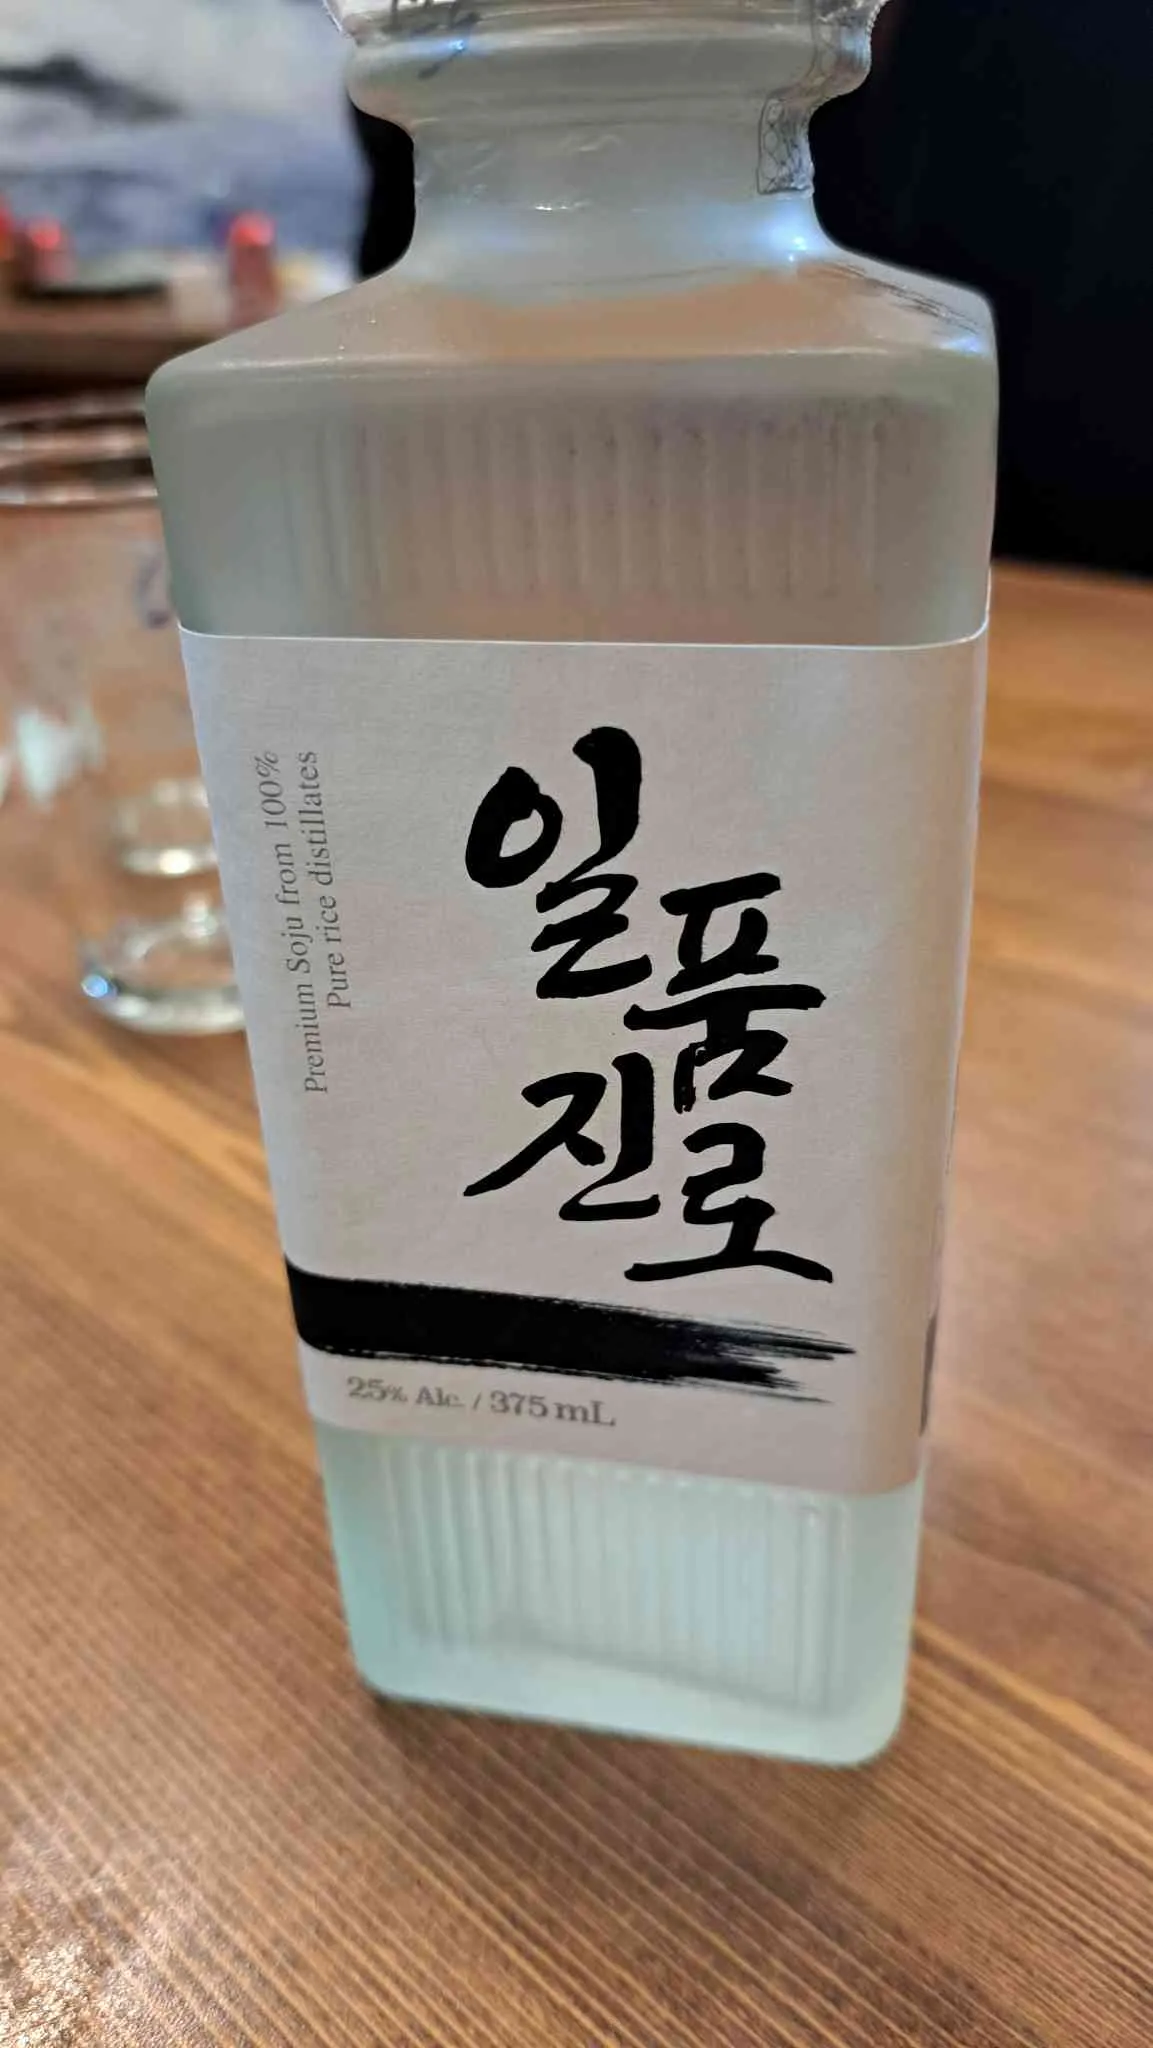 Premium Soju from 100%
Pure rice distillates
일품
진로
25% Alc. / 375 mL